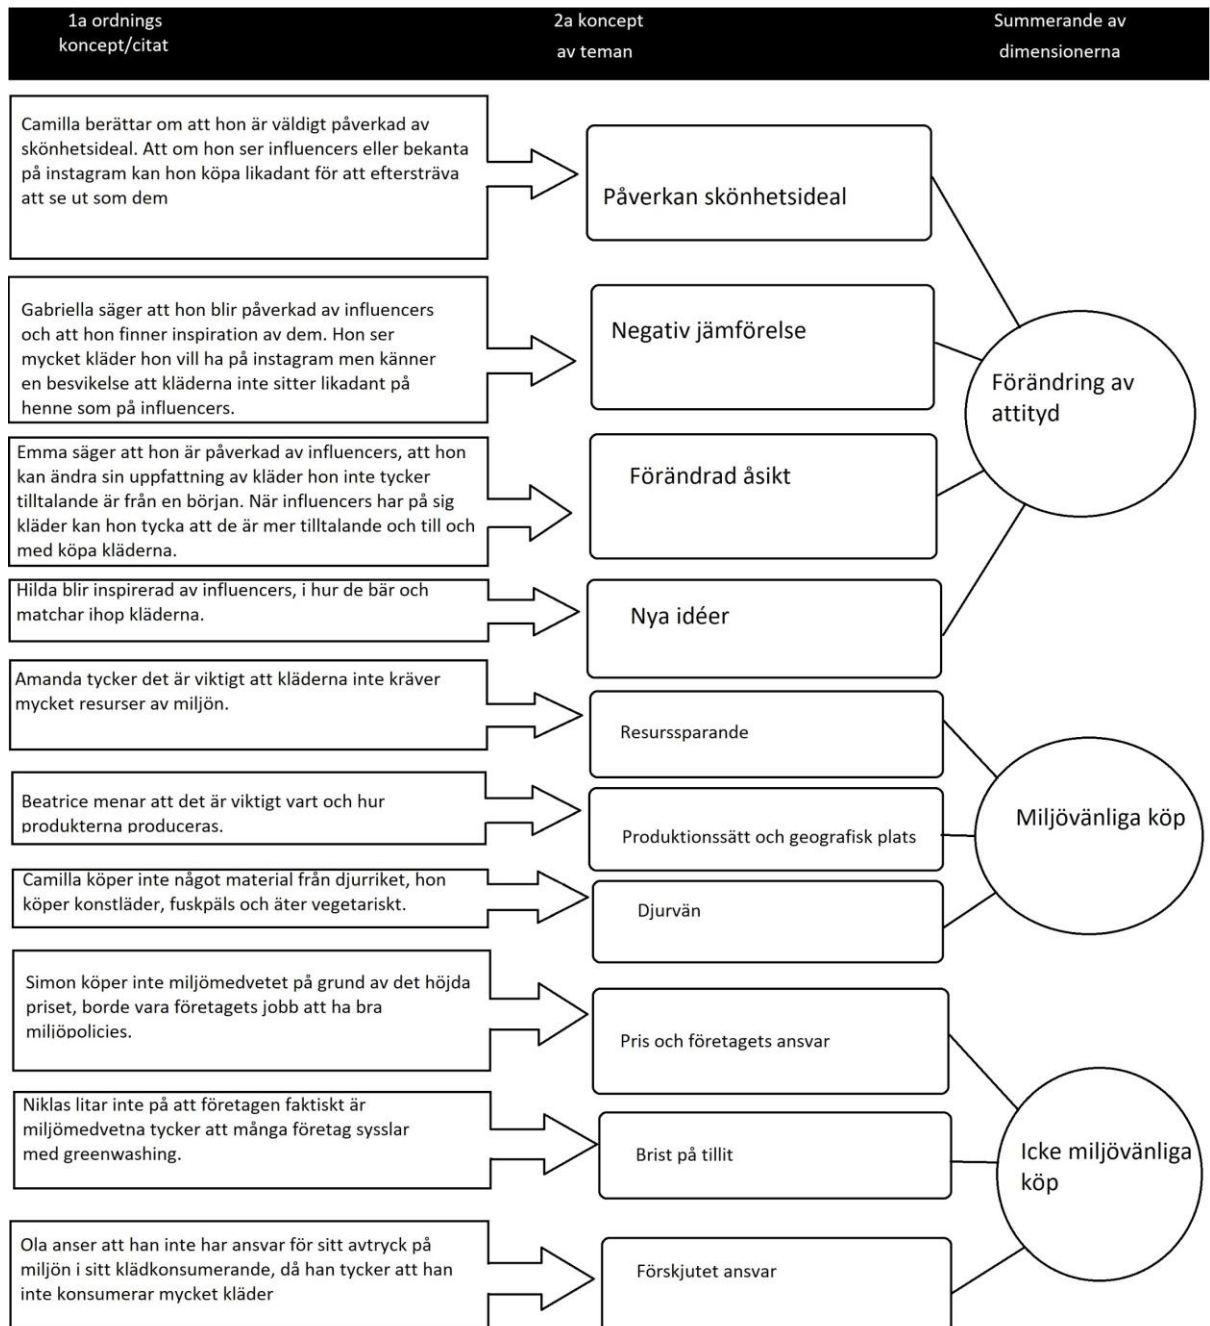 1a ordnings
koncept/citat
2a koncept
av teman
Summerande av
dimensionerna
Camilla berättar om att hon är väldigt påverkad av
skönhetsideal. Att om hon ser influencers eller bekanta
på instagram kan hon köpa likadant för att eftersträva
att se ut som dem
Påverkan skönhetsideal
Gabriella säger att hon blir påverkad av influencers
och att hon finner inspiration av dem. Hon ser
mycket kläder hon vill ha på instagram men känner
en besvikelse att kläderna inte sitter likadant på
henne som på influencers.
Negativ jämförelse
Förändring av
attityd
Emma säger att hon är påverkad av influencers, att hon
kan ändra sin uppfattning av kläder hon inte tycker
tilltalande är från en början. När influencers har på sig
kläder kan hon tycka att de är mer tilltalande och till och
med köpa kläderna.
Förändrad åsikt
Hilda blir inspirerad av influencers, i hur de bär och
matchar ihop kläderna.
Nya idéer
Amanda tycker det är viktigt att kläderna inte kräver
mycket resurser av miljön.
Resurssparande
Beatrice menar att det är viktigt vart och hur
produkterna produceras.
Produktionssätt och geografisk plats
Miljövänliga köp
Camilla köper inte något material från djurriket, hon
köper konstläder, fuskpäls och äter vegetariskt.
Djurvän
Simon köper inte miljömedvetet på grund av det höjda
priset, borde vara företagets jobb att ha bra
miljöpolicies.
Pris och företagets ansvar
Niklas litar inte på att företagen faktiskt är
miljömedvetna tycker att många företag sysslar
med greenwashing.
Brist på tillit
Icke miljövänliga
köp
Ola anser att han inte har ansvar för sitt avtryck på
miljön i sitt klädkonsumerande, då han tycker att han
inte konsumerar mycket kläder
Förskjutet ansvar